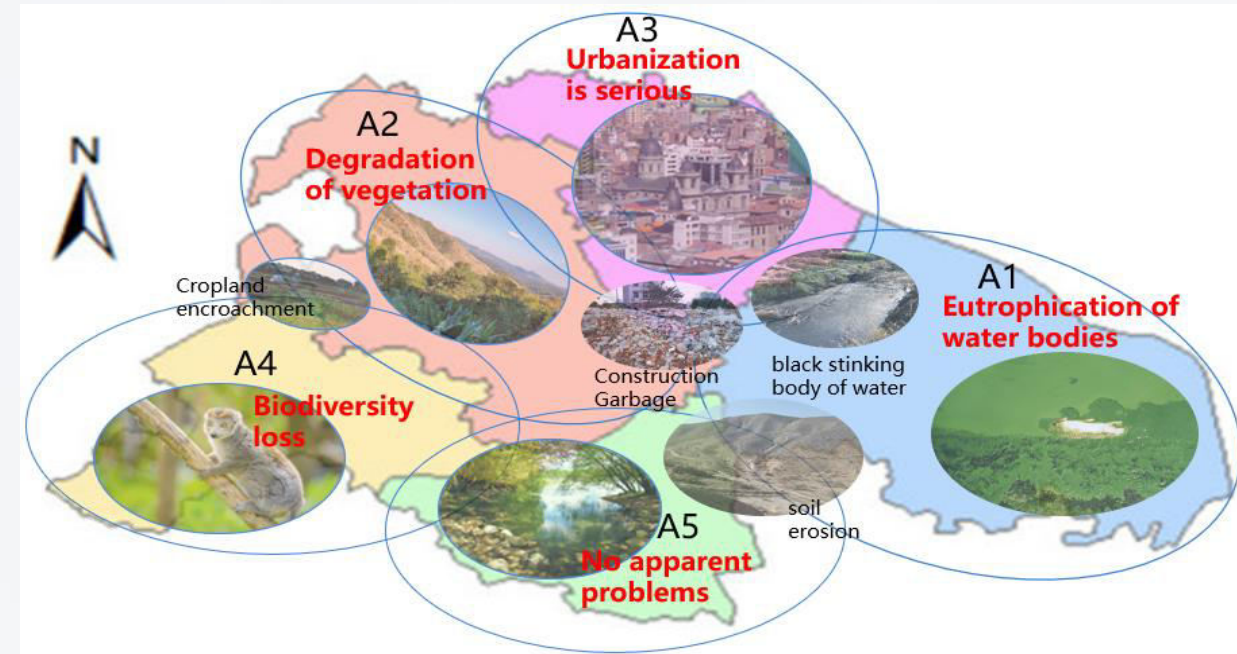 A3
Urbanization
is serious
N
A2
Degradation
of vegetation
A1
Eutrophication of
water bodies
Cropland
encroachment
black stinking
body of water
Construction
Garbage
A4
Biodiversity
loss
soil
erosion
A5
No apparent
problems